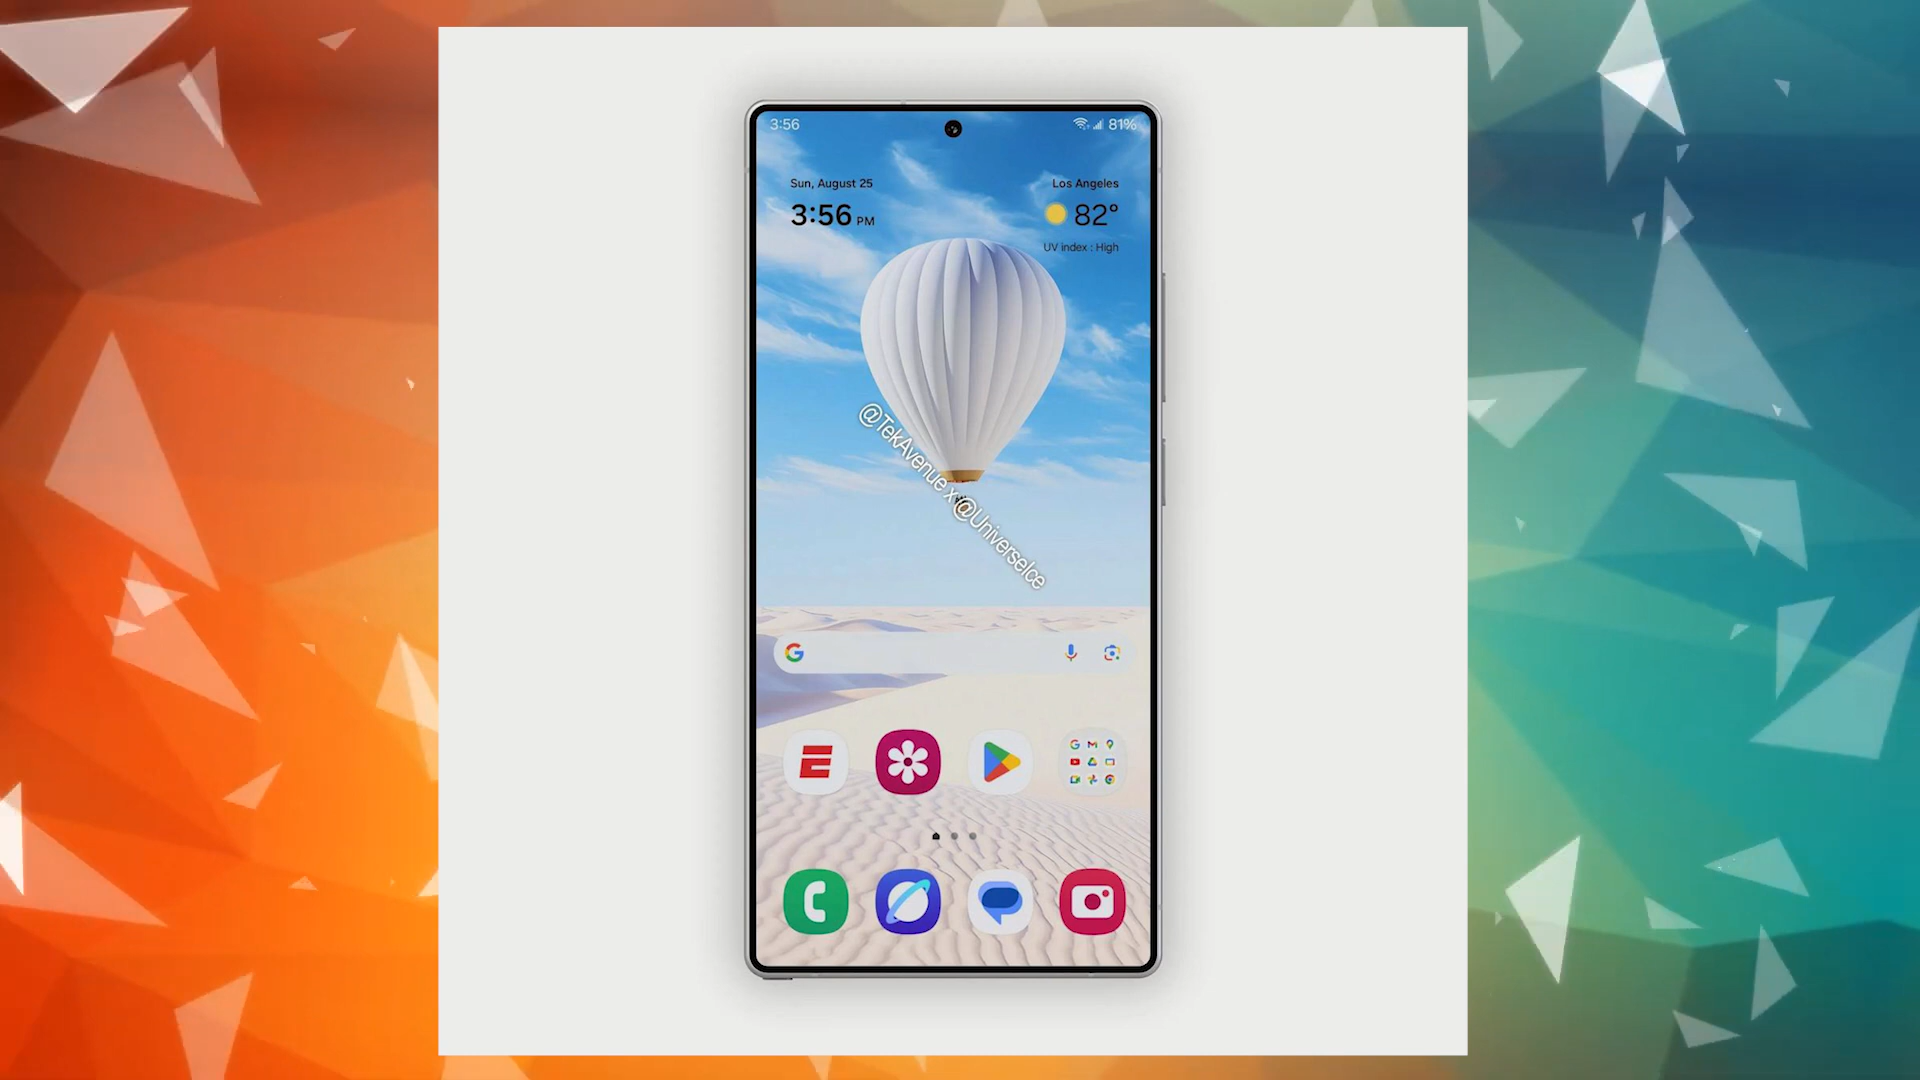 3:56
81%
Sun, August 25
3:56 PM
Los Angeles
82°
UV index : High
@TekAvenue x @UniverseIce